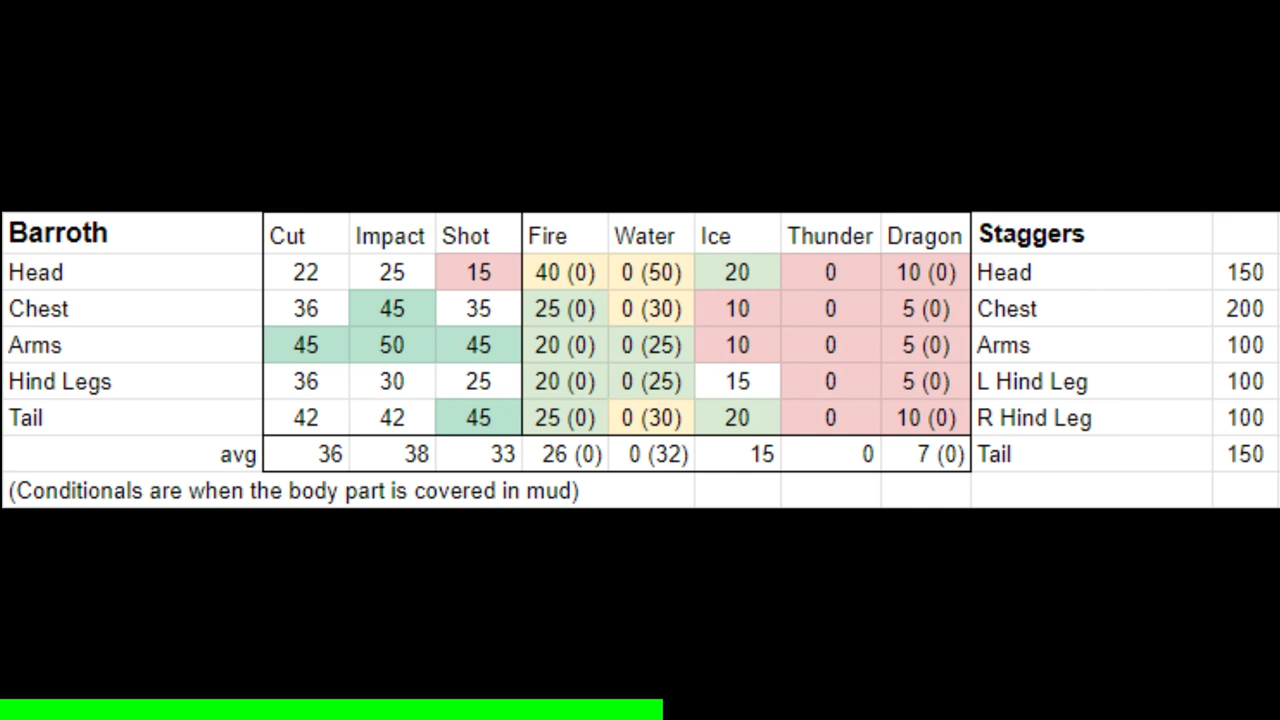 Barroth Cut Impact Shot Fire Water Ice Thunder Dragon Staggers
Head 22 25 15 40 (0) 0 (50) 20 0 10 (0) Head 150
Chest 36 45 35 25 (0) 0 (30) 10 0 5 (0) Chest 200
Arms 45 50 45 20 (0) 0 (25) 10 0 5 (0) Arms 100
Hind Legs 36 30 25 20 (0) 0 (25) 15 0 5 (0) L Hind Leg 100
Tail 42 42 45 25 (0) 0 (30) 20 0 10 (0) R Hind Leg 100
avg 36 38 33 26 (0) 0 (32) 15 0 7 (0) Tail 150
(Conditionals are when the body part is covered in mud)